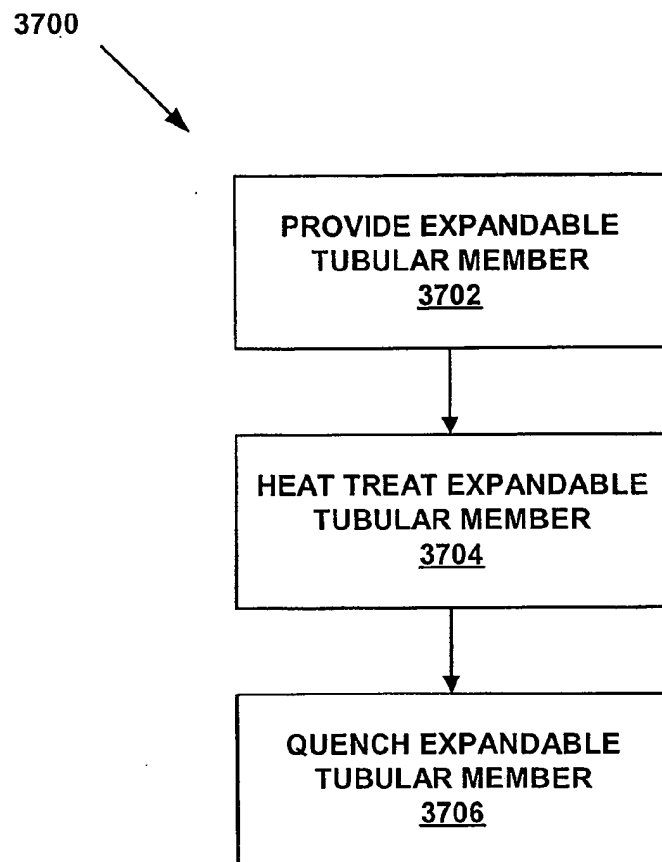 3700
PROVIDE EXPANDABLE
TUBULAR MEMBER
3702
HEAT TREAT EXPANDABLE
TUBULAR MEMBER
3704
QUENCH EXPANDABLE
TUBULAR MEMBER
3706